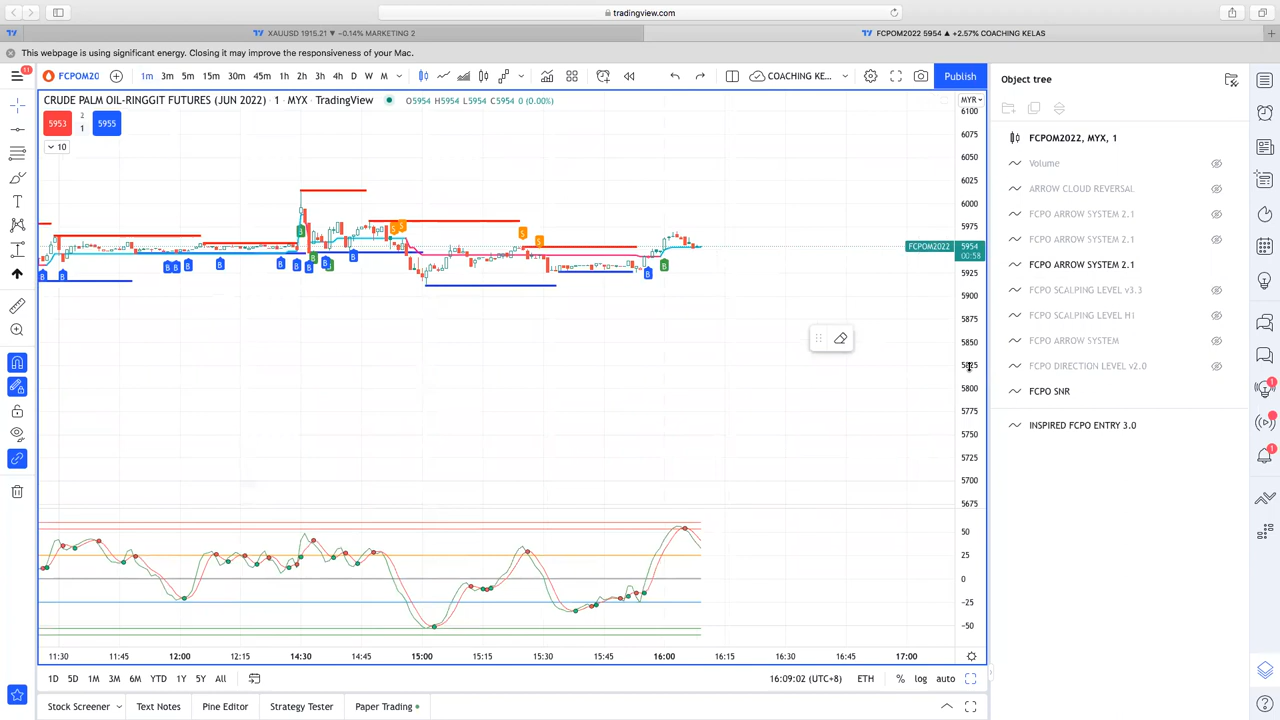 tradingview.com
XAUUSD 1915.21 ▼ −0.14% MARKETING 2
FCPOM2022 5954 ▲ +2.57% COACHING KELAS
This webpage is using significant energy. Closing it may improve the responsiveness of your Mac.
11
FCPOM20
1m 3m 5m 15m 30m 45m 1h 2h 3h 4h D W M
COACHING KE...
Publish
Object tree
CRUDE PALM OIL-RINGGIT FUTURES (JUN 2022) · 1 · MYX · TradingView
O5954 H5954 L5954 C5954 0 (0.00%)
MYR
5953
2
1
5955
10
6100
6075
6050
6025
6000
5975
FCPOM2022 5954
00:58
5925
5900
5875
5850
5825
5800
5775
5750
5725
5700
5675
50
25
0
−25
−50
B B B B B B B B B B B B B B B
S S S S
FCPOM2022, MYX, 1
Volume
ARROW CLOUD REVERSAL
FCPO ARROW SYSTEM 2.1
FCPO ARROW SYSTEM 2.1
FCPO ARROW SYSTEM 2.1
FCPO SCALPING LEVEL v3.3
FCPO SCALPING LEVEL H1
FCPO ARROW SYSTEM
FCPO DIRECTION LEVEL v2.0
FCPO SNR
INSPIRED FCPO ENTRY 3.0
1
1
11:30 11:45 12:00 12:15 14:30 14:45 15:00 15:15 15:30 15:45 16:00 16:15 16:30 16:45 17:00
1D 5D 1M 3M 6M YTD 1Y 5Y All
16:09:02 (UTC+8) ETH % log auto
Stock Screener Text Notes Pine Editor Strategy Tester Paper Trading